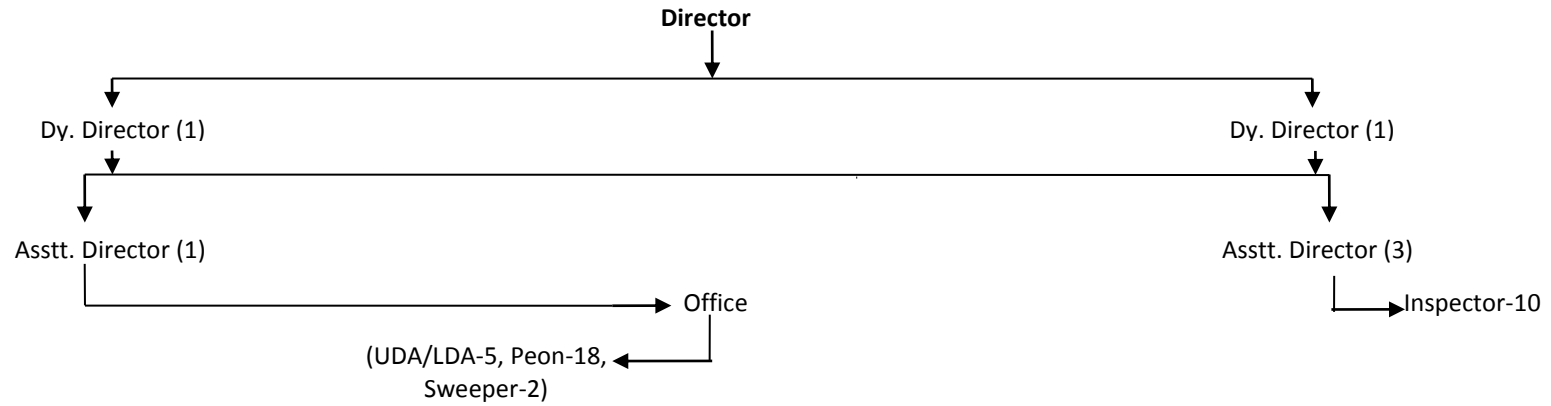 Director
Dy. Director (1)
Dy. Director (1)
Asstt. Director (1)
Asstt. Director (3)
Office
Inspector-10
(UDA/LDA-5, Peon-18,
Sweeper-2)